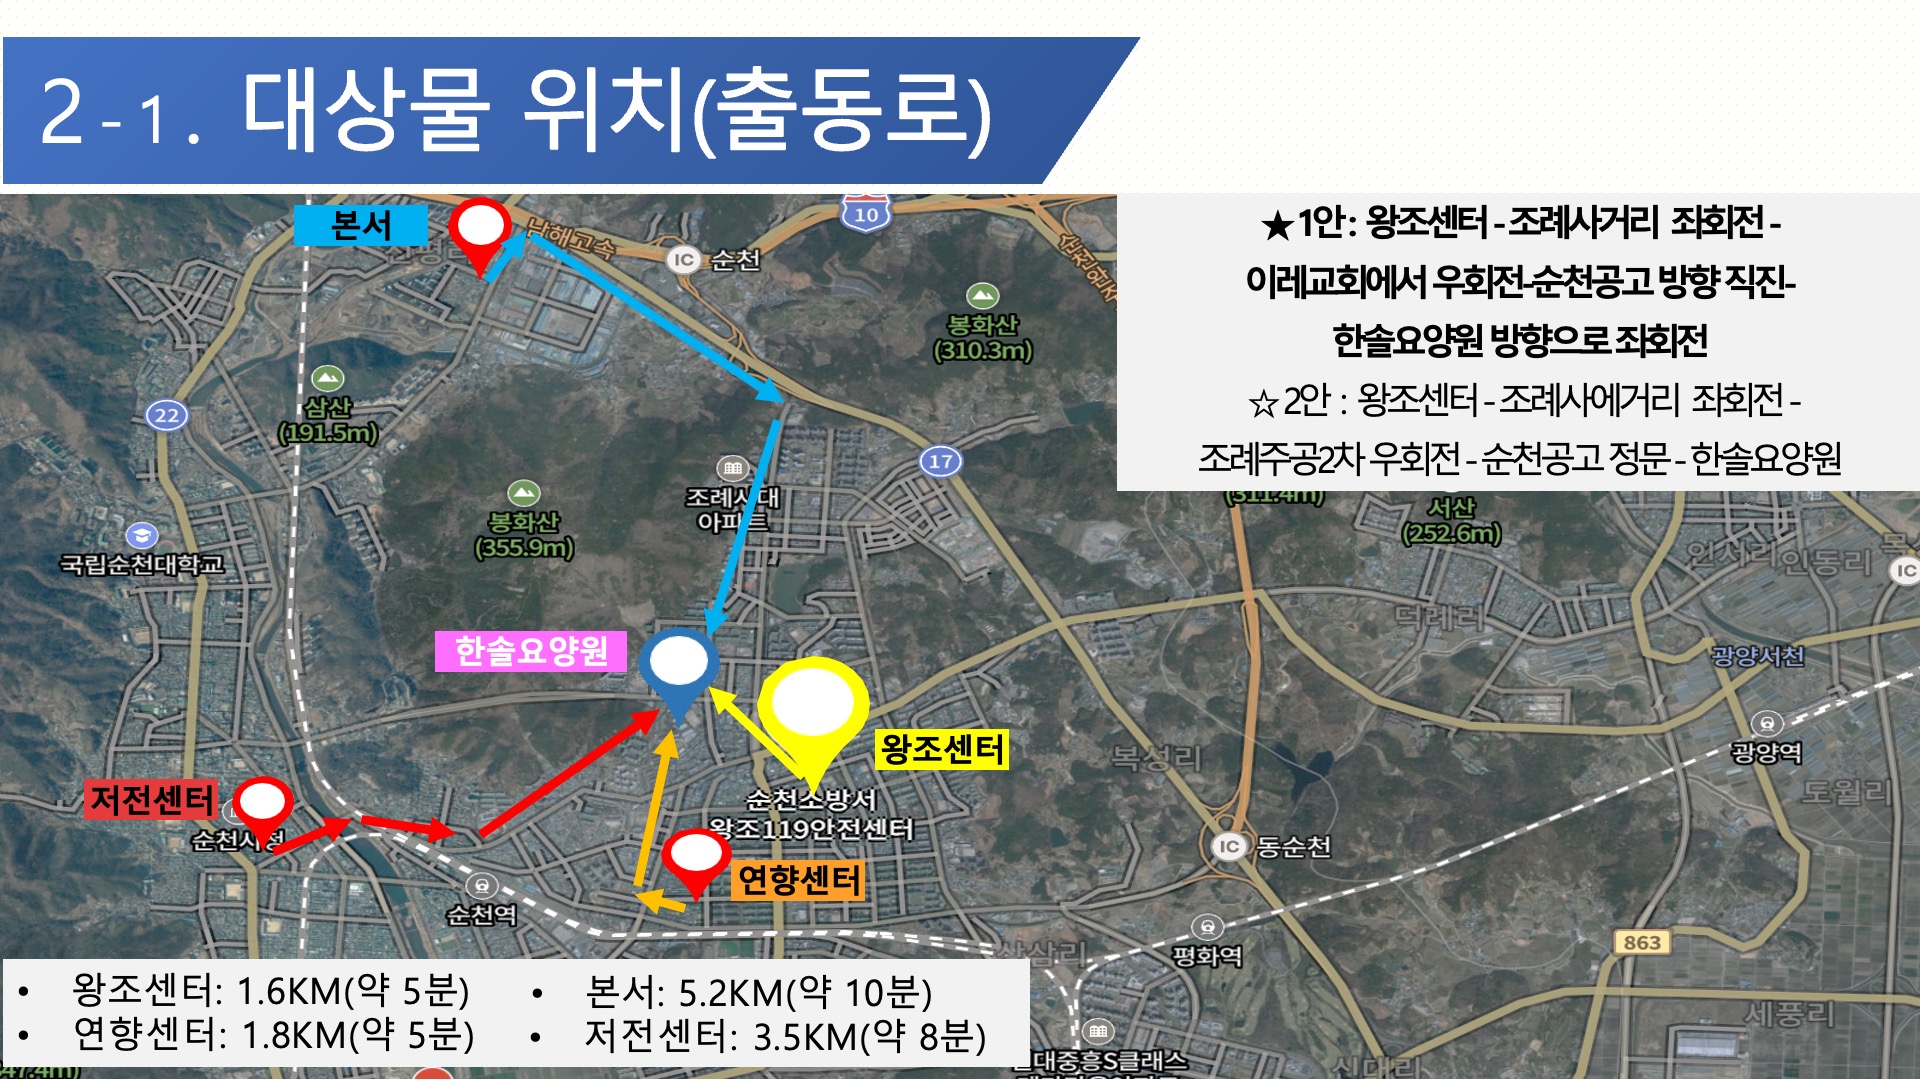 2-1. 대상물 위치(출동로)
★1안 : 왕조센터 - 조례사거리 좌회전 -
이레교회에서 우회전-순천공고 방향 직진-
한솔요양원 방향으로 좌회전
☆2안 : 왕조센터 - 조례사에거리 좌회전 -
조례주공2차 우회전 - 순천공고 정문 - 한솔요양원
본서
남해고속
IC 순천
10
봉화산
(310.3m)
삼산
(191.5m)
22
17
조례시대
아파트
봉화산
(355.9m)
국립순천대학교
(311.4m)
서산
(252.6m)
인서리
인동리
IC
덕례리
광양서천
한솔요양원
왕조센터
복성리
광양역
도월리
저전센터
순천시청
순천소방서
왕조119안전센터
IC 동순천
연향센터
순천역
상삼리
평화역
863
세풍리
신대리
대중흥S클래스
47.4m)
• 왕조센터: 1.6KM(약 5분)
• 연향센터: 1.8KM(약 5분)
• 본서: 5.2KM(약 10분)
• 저전센터: 3.5KM(약 8분)